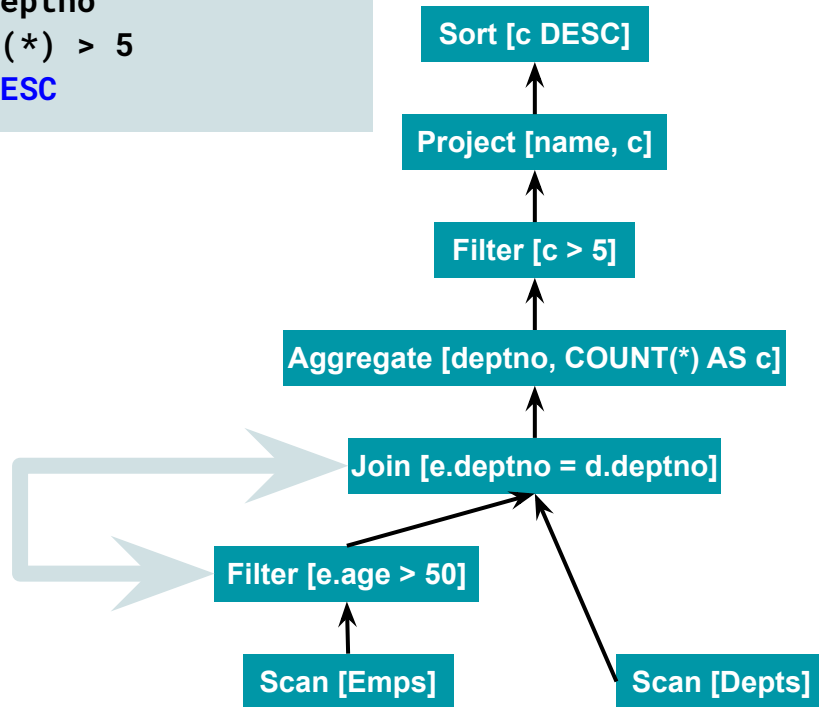 eptno
(*) > 5
ESC
Sort [c DESC]
Project [name, c]
Filter [c > 5]
Aggregate [deptno, COUNT(*) AS c]
Join [e.deptno = d.deptno]
Filter [e.age > 50]
Scan [Emps]
Scan [Depts]